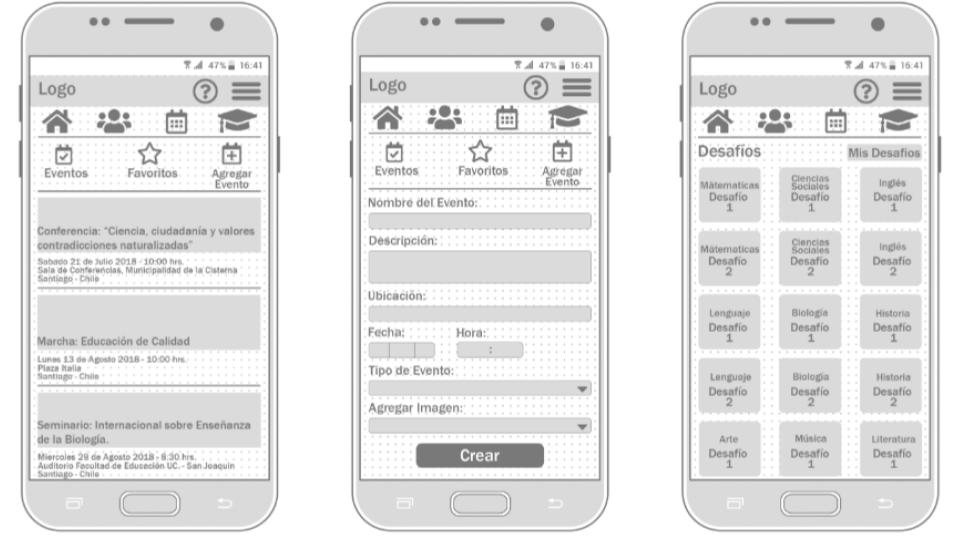 47% 16:41
Logo
?
Eventos Favoritos Agregar
Evento
Conferencia: “Ciencia, ciudadanía y valores
contradicciones naturalizadas”
Sabado 21 de Julio 2018 - 10:00 hrs.
Sala de Conferencias, Municipalidad de la Cisterna
Santiago - Chile
Marcha: Educación de Calidad
Lunes 13 de Agosto 2018 - 10:00 hrs.
Plaza Italia
Santiago - Chile
Seminario: Internacional sobre Enseñanza
de la Biología.
Miercoles 29 de Agosto 2018 - 8:30 hrs.
Auditorio Facultad de Educación UC. - San Joaquin
Santiago - Chile
47% 16:41
Logo
?
Eventos Favoritos Agregar
Evento
Nombre del Evento:
Descripción:
Ubicación:
Fecha: Hora:
:
Tipo de Evento:
Agregar Imagen:
Crear
47% 16:41
Logo
?
Desafíos Mis Desafios
Matematicas
Desafío
1
Ciencias
Sociales
Desafío
1
Inglés
Desafío
1
Matematicas
Desafío
2
Ciencias
Sociales
Desafío
2
Inglés
Desafío
2
Lenguaje
Desafío
1
Biología
Desafío
1
Historia
Desafío
1
Lenguaje
Desafío
2
Biología
Desafío
2
Historia
Desafío
2
Arte
Desafío
1
Música
Desafío
1
Literatura
Desafío
1